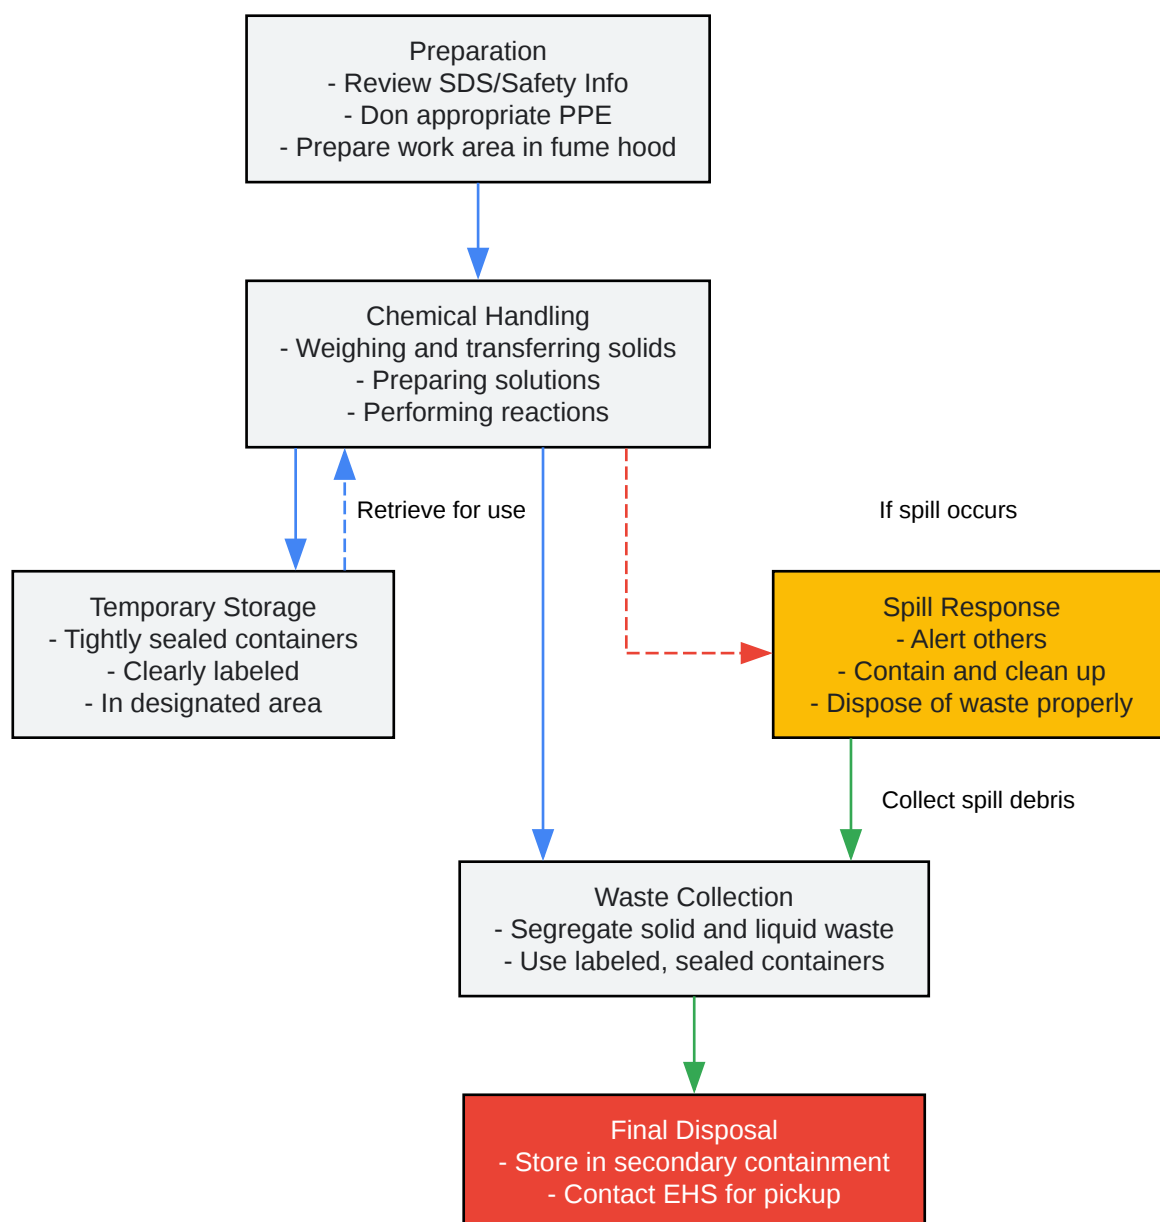 Preparation
- Review SDS/Safety Info
- Don appropriate PPE
- Prepare work area in fume hood
Chemical Handling
- Weighing and transferring solids
- Preparing solutions
- Performing reactions
Retrieve for use
If spill occurs
Temporary Storage
- Tightly sealed containers
- Clearly labeled
- In designated area
Spill Response
- Alert others
- Contain and clean up
- Dispose of waste properly
Collect spill debris
Waste Collection
- Segregate solid and liquid waste
- Use labeled, sealed containers
Final Disposal
- Store in secondary containment
- Contact EHS for pickup